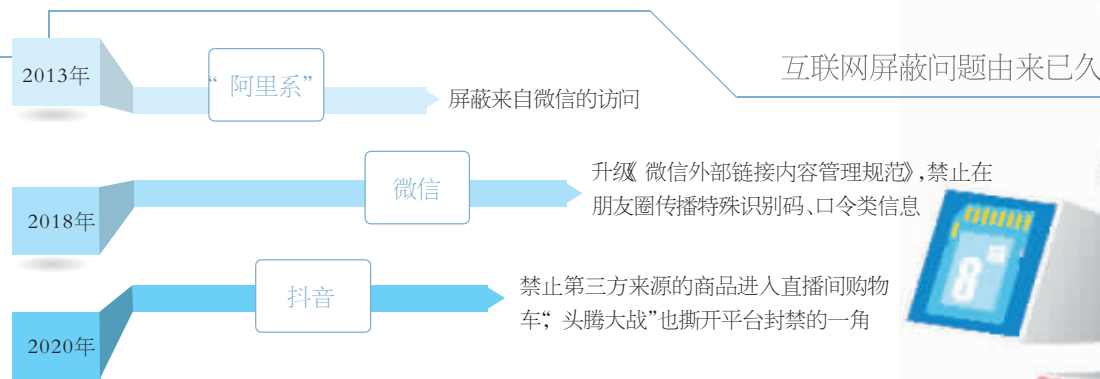 互联网屏蔽问题由来已久
2013年
“阿里系”
屏蔽来自微信的访问
2018年
微信
升级《微信外部链接内容管理规范》,禁止在
朋友圈传播特殊识别码、口令类信息
2020年
抖音
禁止第三方来源的商品进入直播间购物
车;“头腾大战”也撕开平台封禁的一角
8